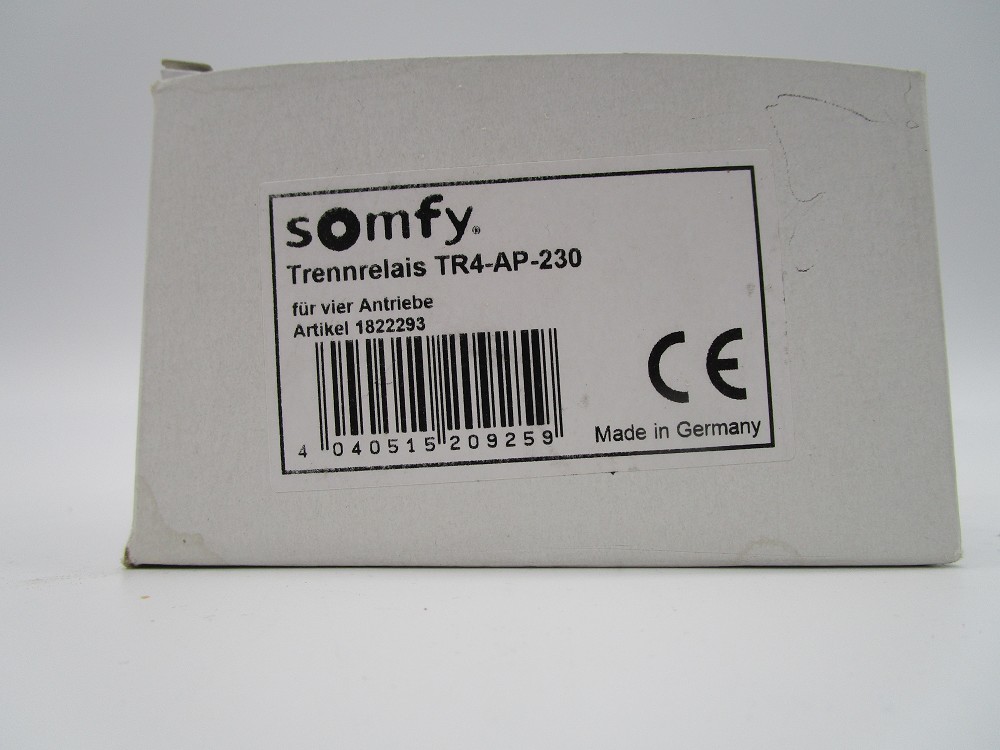 somfy®
Trennrelais TR4-AP-230
für vier Antriebe
Artikel 1822293
CE
4 040515 209259
Made in Germany